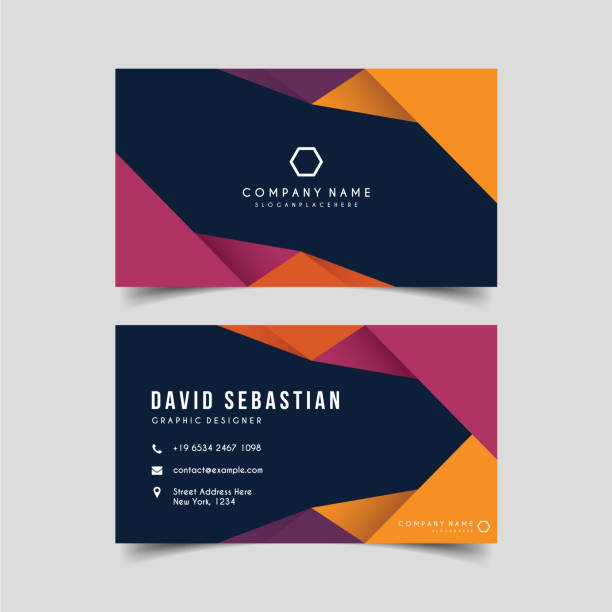 COMPANY NAME
SLOGANPLACEHERE
DAVID SEBASTIAN
GRAPHIC DESIGNER
+19 6534 2467 1098
contact@example.com
Street Address Here
New York, 1234
COMPANY NAME
SLOGANPLACEHERE